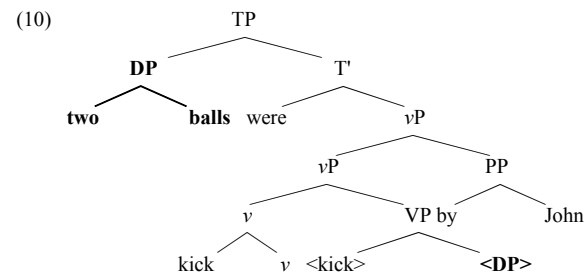 (10) TP
DP T'
two balls were vP
vP PP
v VP by John
kick v <kick> <DP>